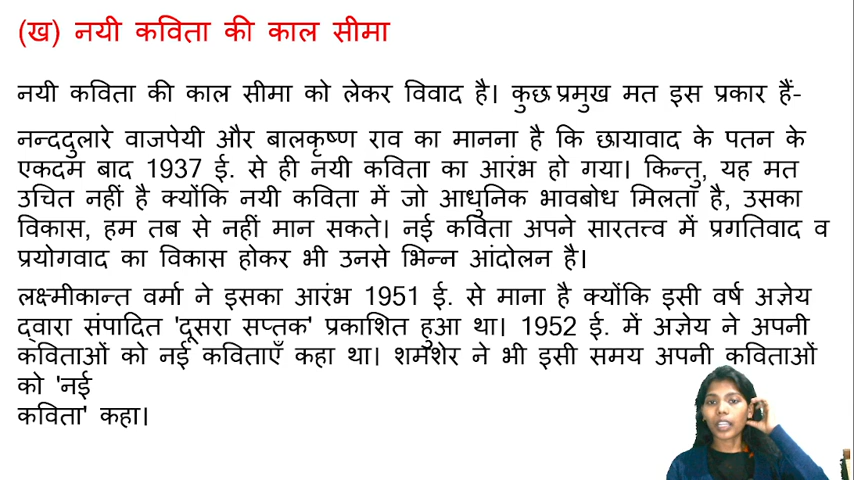 (ख) नयी कविता की काल सीमा
नयी कविता की काल सीमा को लेकर विवाद है। कुछ प्रमुख मत इस प्रकार हैं-
नन्ददुलारे वाजपेयी और बालकृष्ण राव का मानना है कि छायावाद के पतन के
एकदम बाद 1937 ई. से ही नयी कविता का आरंभ हो गया। किन्तु, यह मत
उचित नहीं है क्योंकि नयी कविता में जो आधुनिक भावबोध मिलता है, उसका
विकास, हम तब से नहीं मान सकते। नई कविता अपने सारतत्त्व में प्रगतिवाद व
प्रयोगवाद का विकास होकर भी उनसे भिन्न आंदोलन है।
लक्ष्मीकान्त वर्मा ने इसका आरंभ 1951 ई. से माना है क्योंकि इसी वर्ष अज्ञेय
द्वारा संपादित 'दूसरा सप्तक' प्रकाशित हुआ था। 1952 ई. में अज्ञेय ने अपनी
कविताओं को नई कविताएँ कहा था। शमशेर ने भी इसी समय अपनी कविताओं
को 'नई
कविता' कहा।